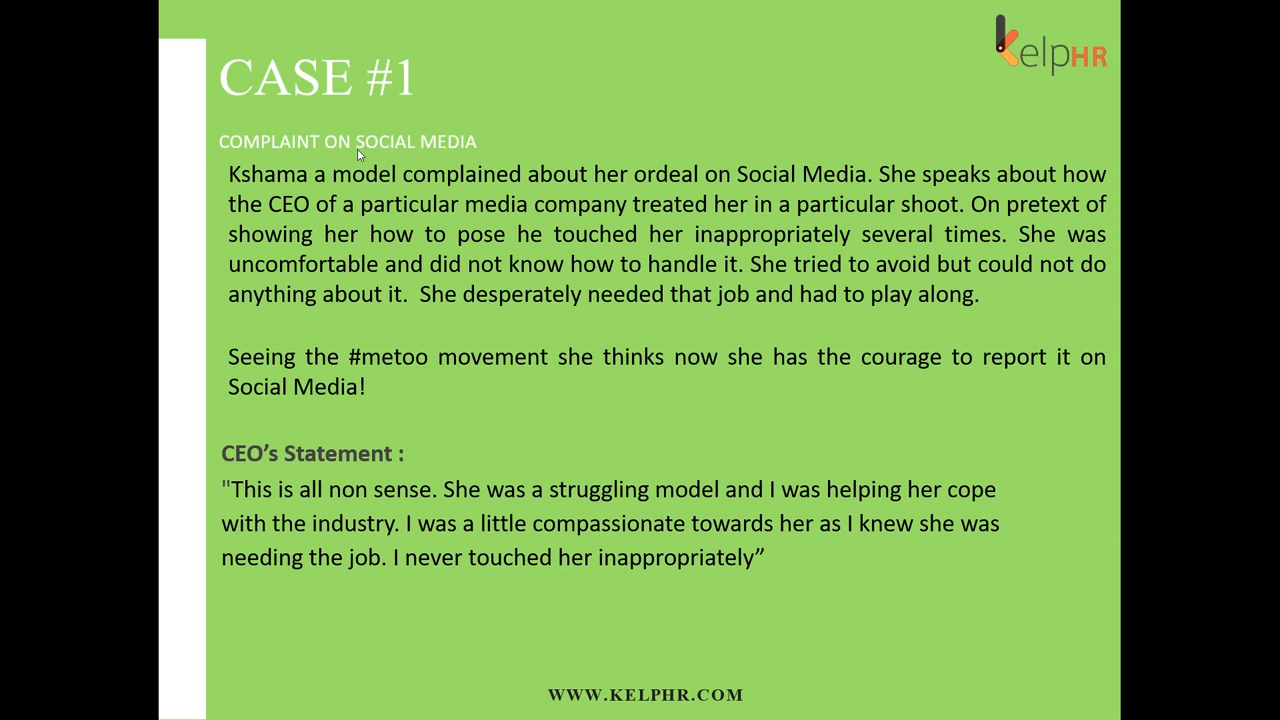 kelpHR
CASE #1
COMPLAINT ON SOCIAL MEDIA
Kshama a model complained about her ordeal on Social Media. She speaks about how
the CEO of a particular media company treated her in a particular shoot. On pretext of
showing her how to pose he touched her inappropriately several times. She was
uncomfortable and did not know how to handle it. She tried to avoid but could not do
anything about it.  She desperately needed that job and had to play along.
Seeing the #metoo movement she thinks now she has the courage to report it on
Social Media!
CEO’s Statement :
"This is all non sense. She was a struggling model and I was helping her cope
with the industry. I was a little compassionate towards her as I knew she was
needing the job. I never touched her inappropriately”
WWW.KELPHR.COM